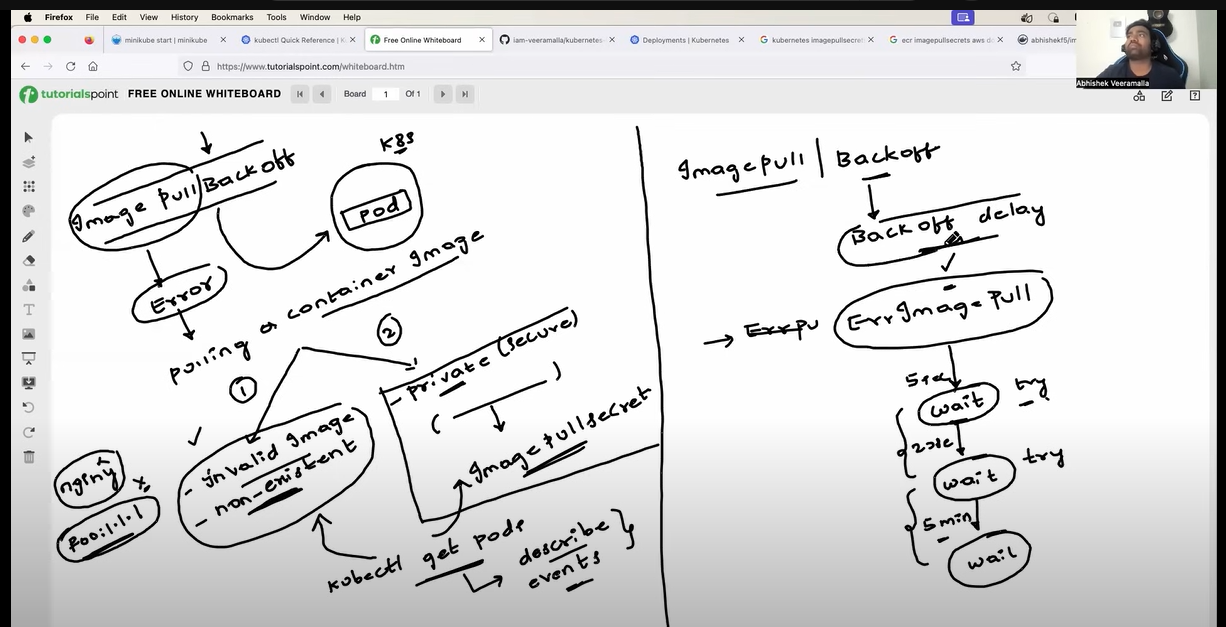 Firefox File Edit View History Bookmarks Tools Window Help
minikube start | minikube
kubectl Quick Reference | K
Free Online Whiteboard
iam-veeramalla/kubernetes-
Deployments | Kubernetes
kubernetes imagepullsecret
ecr imagepullsecrets aws do
abhishekf5/im
https://www.tutorialspoint.com/whiteboard.htm
Abhishek Veeramalla
tutorialspoint FREE ONLINE WHITEBOARD Board 1 Of 1
Image Pull Backoff
K8s
pod
Error
pulling a container Image
1
2
- Invalid Image
- non-existent
- private (secure)
( )
ImagePullsecret
nginy
foo:1.1.1
kubectl get pods
describe
events
ImagePull | Backoff
Backoff delay
ErrPu
ErrImagePull
wait try
wait try
5 min
wait